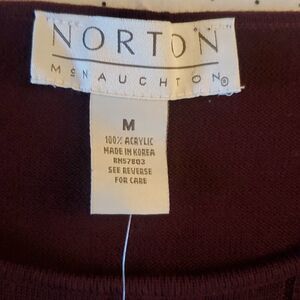 NORTON
McNAUGHTON®
M
100% ACRYLIC
MADE IN KOREA
RN57803
SEE REVERSE
FOR CARE